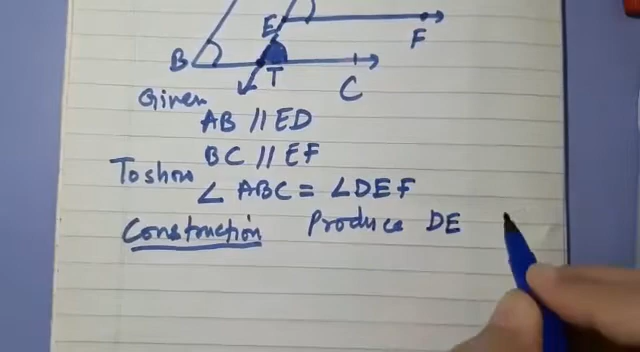 E
F
B
T
C
Given
AB // ED
BC // EF
To show
∠ ABC = ∠DEF
Construction Produce DE